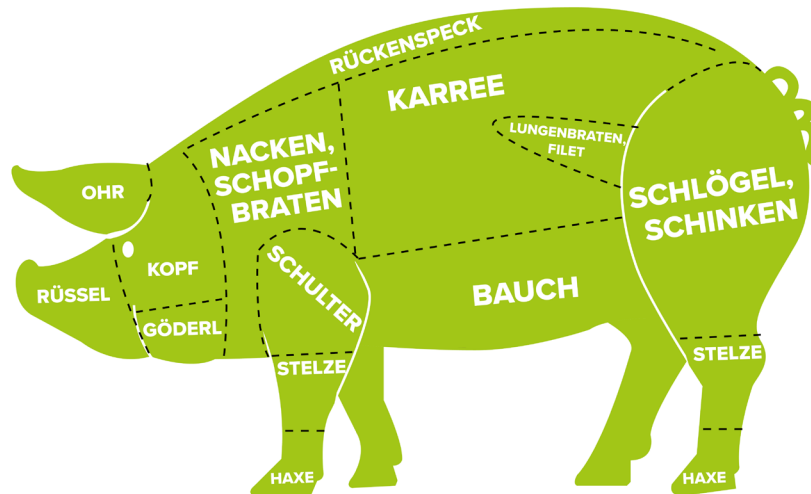 RÜCKENSPECK
KARREE
LUNGENBRATEN,
FILET
NACKEN,
SCHOPF-
BRATEN
SCHLÖGEL,
SCHINKEN
OHR
KOPF
RÜSSEL
GÖDERL
SCHULTER
BAUCH
STELZE
STELZE
HAXE
HAXE